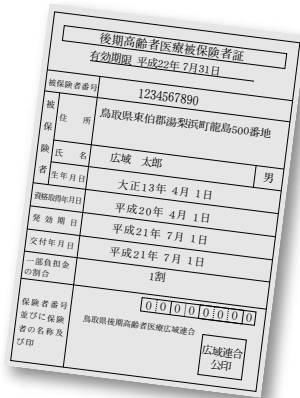 後期高齢者医療被保険者証
有効期限 平成22年 7月31日
被保険者番号 1234567890
被保険者
住所 鳥取県東伯郡湯梨浜町龍島500番地
氏名 広域 太郎 男
生年月日 大正13年 4月 1日
資格取得年月日 平成20年 4月 1日
発効期日 平成21年 7月 1日
交付年月日 平成21年 7月 1日
一部負担金の割合 1割
保険者番号並びに保険者の名称及び印
00000000
鳥取県後期高齢者医療広域連合
広域連合
公印